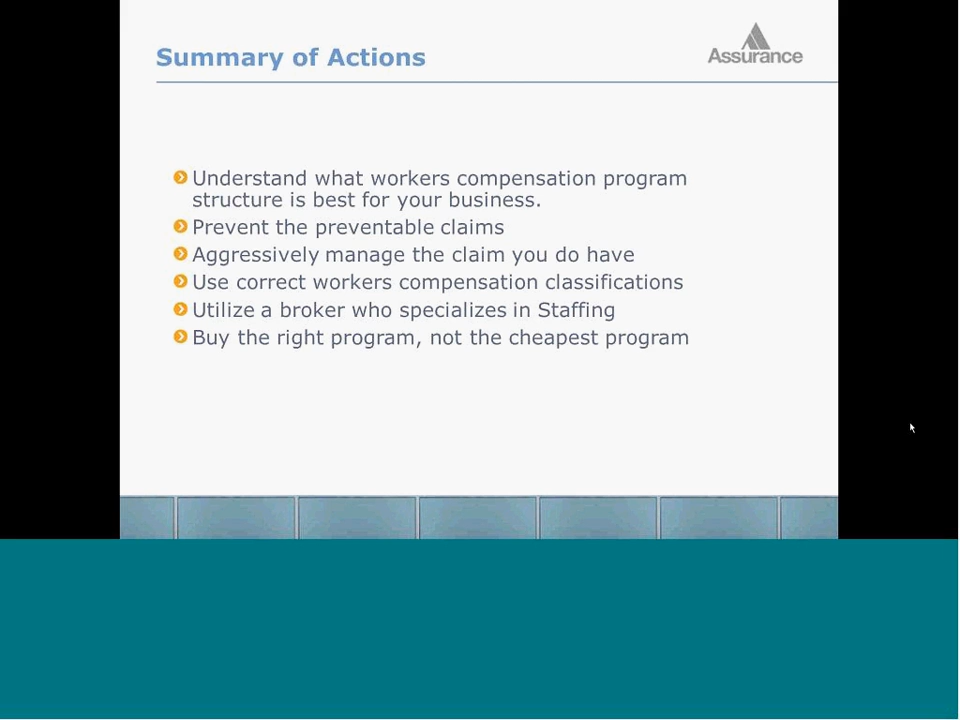 Summary of Actions
Assurance
Understand what workers compensation program
structure is best for your business.
Prevent the preventable claims
Aggressively manage the claim you do have
Use correct workers compensation classifications
Utilize a broker who specializes in Staffing
Buy the right program, not the cheapest program